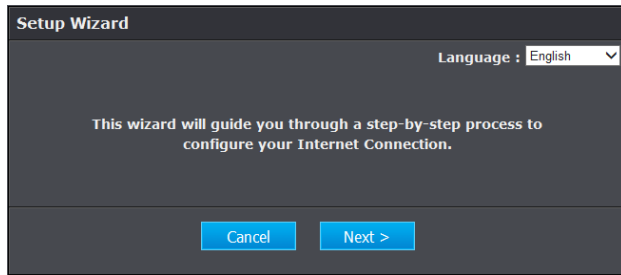 Setup Wizard
Language : English
This wizard will guide you through a step-by-step process to
configure your Internet Connection.
Cancel
Next >